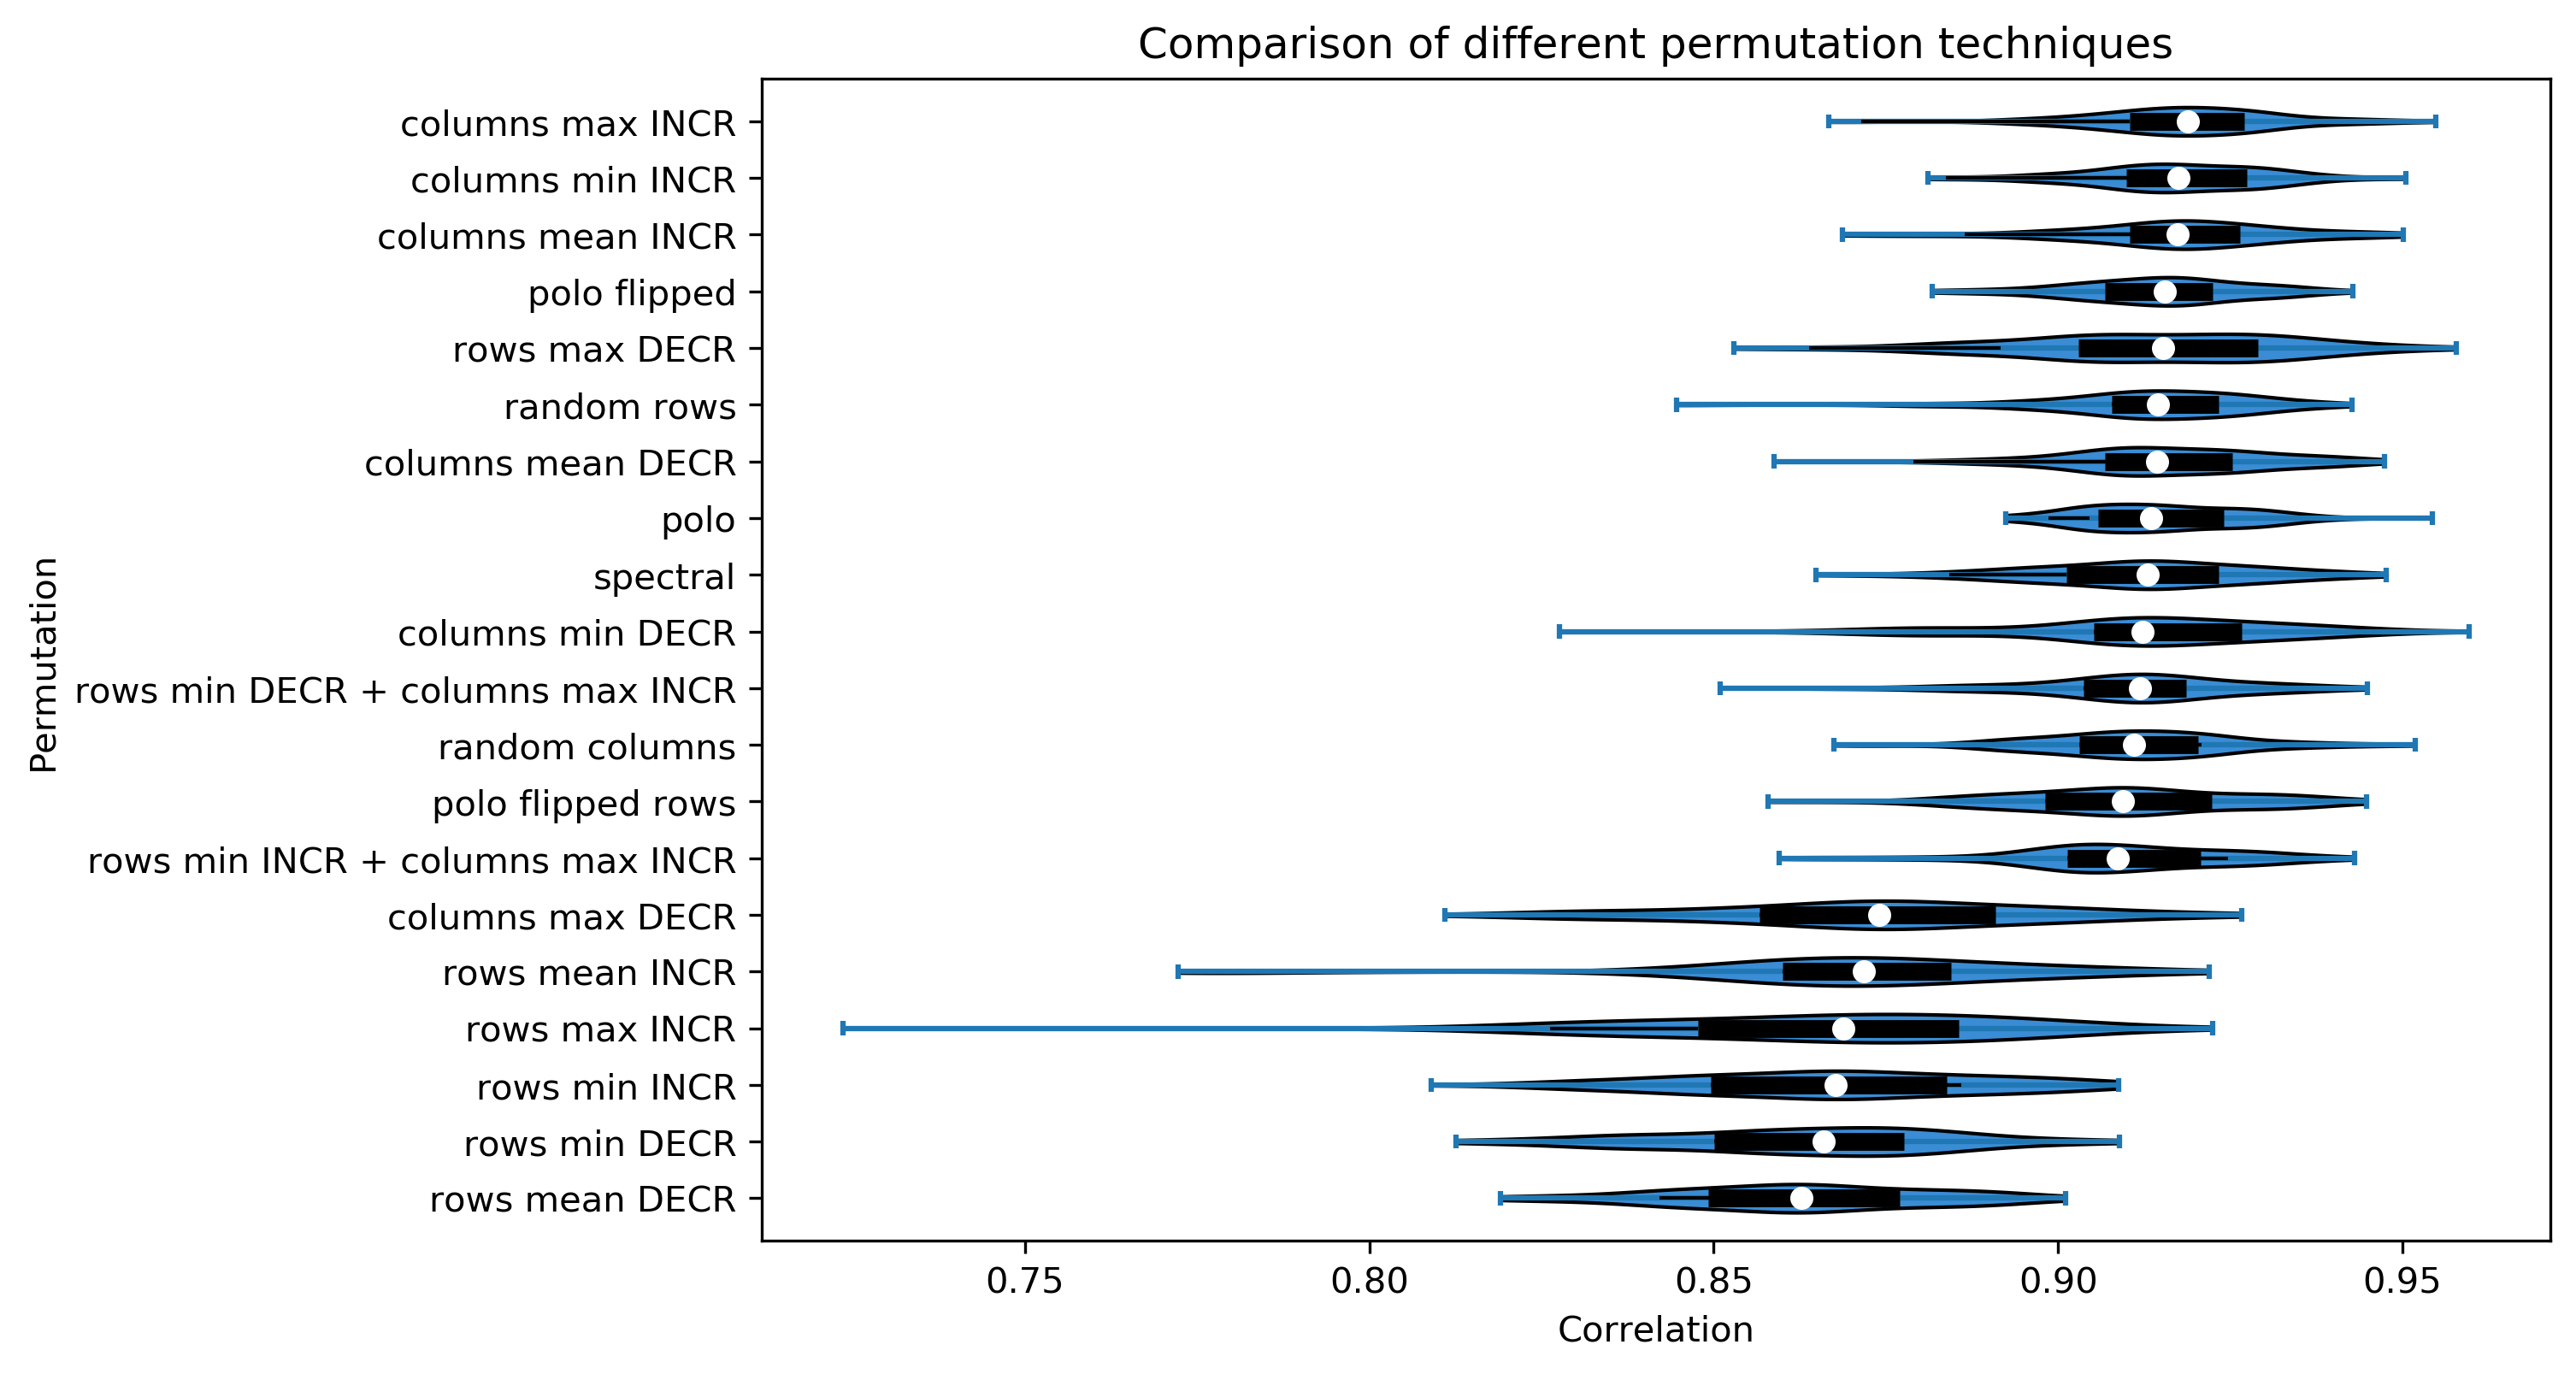 Comparison of different permutation techniques
Permutation
columns max INCR
columns min INCR
columns mean INCR
polo flipped
rows max DECR
random rows
columns mean DECR
polo
spectral
columns min DECR
rows min DECR + columns max INCR
random columns
polo flipped rows
rows min INCR + columns max INCR
columns max DECR
rows mean INCR
rows max INCR
rows min INCR
rows min DECR
rows mean DECR
0.75 0.80 0.85 0.90 0.95
Correlation